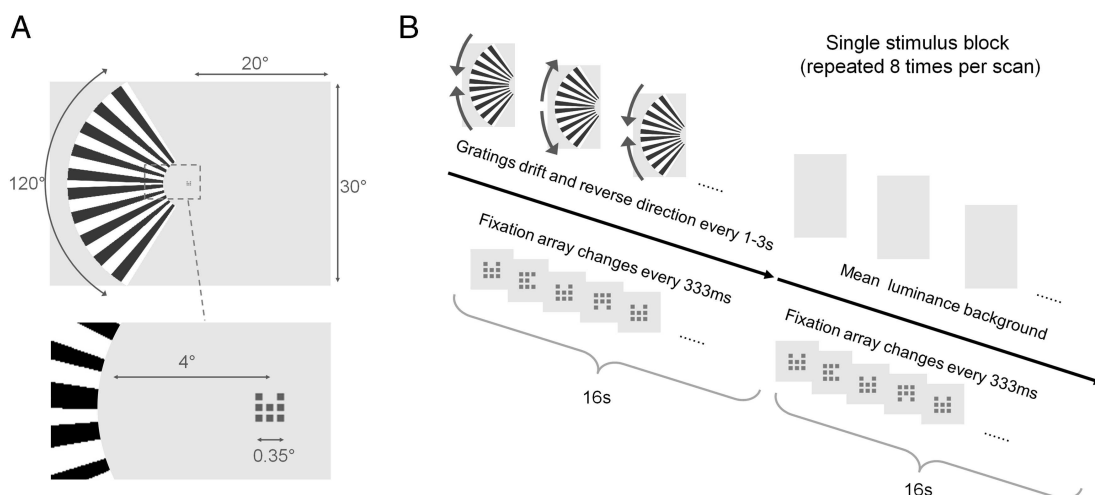 A
20°
120°
30°
4°
0.35°
B
Single stimulus block
(repeated 8 times per scan)
Gratings drift and reverse direction every 1-3s
......
Fixation array changes every 333ms
......
16s
Mean luminance background
......
Fixation array changes every 333ms
......
16s